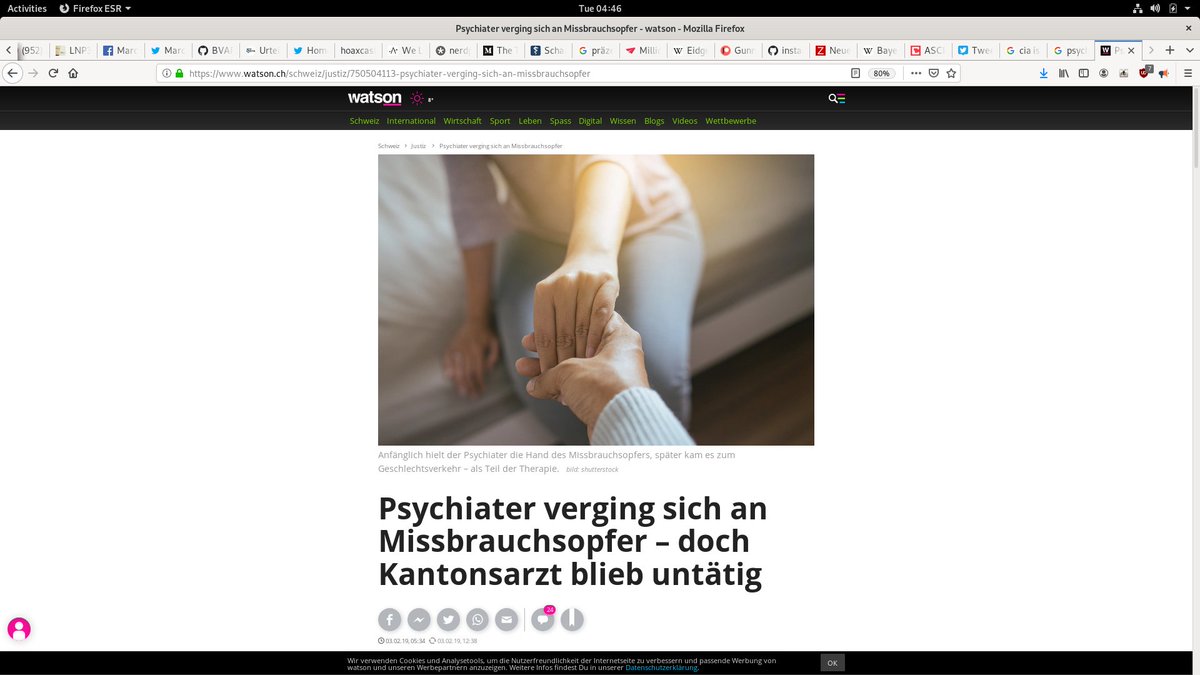 Activities Firefox ESR Tue 04:46
Psychiater verging sich an Missbrauchsopfer - watson - Mozilla Firefox
(952) LNP3 Marc Marc BVA Urte Hom hoaxcas We L nerd The T Scha präze Milli Eidg Gunn insta Neue Baye ASCI Twee cia is psyc
https://www.watson.ch/schweiz/justiz/750504113-psychiater-verging-sich-an-missbrauchsopfer 80% 7
watson 8°
Schweiz International Wirtschaft Sport Leben Spass Digital Wissen Blogs Videos Wettbewerbe
Schweiz › Justiz › Psychiater verging sich an Missbrauchsopfer
Anfänglich hielt der Psychiater die Hand des Missbrauchsopfers, später kam es zum
Geschlechtsverkehr – als Teil der Therapie. bild: shutterstock
Psychiater verging sich an
Missbrauchsopfer – doch
Kantonsarzt blieb untätig
24
03.02.19, 05:34 03.02.19, 12:38
Wir verwenden Cookies und Analysetools, um die Nutzerfreundlichkeit der Internetseite zu verbessern und passende Werbung von
watson und unseren Werbepartnern anzuzeigen. Weitere Infos findest Du in unserer Datenschutzerklärung.
OK